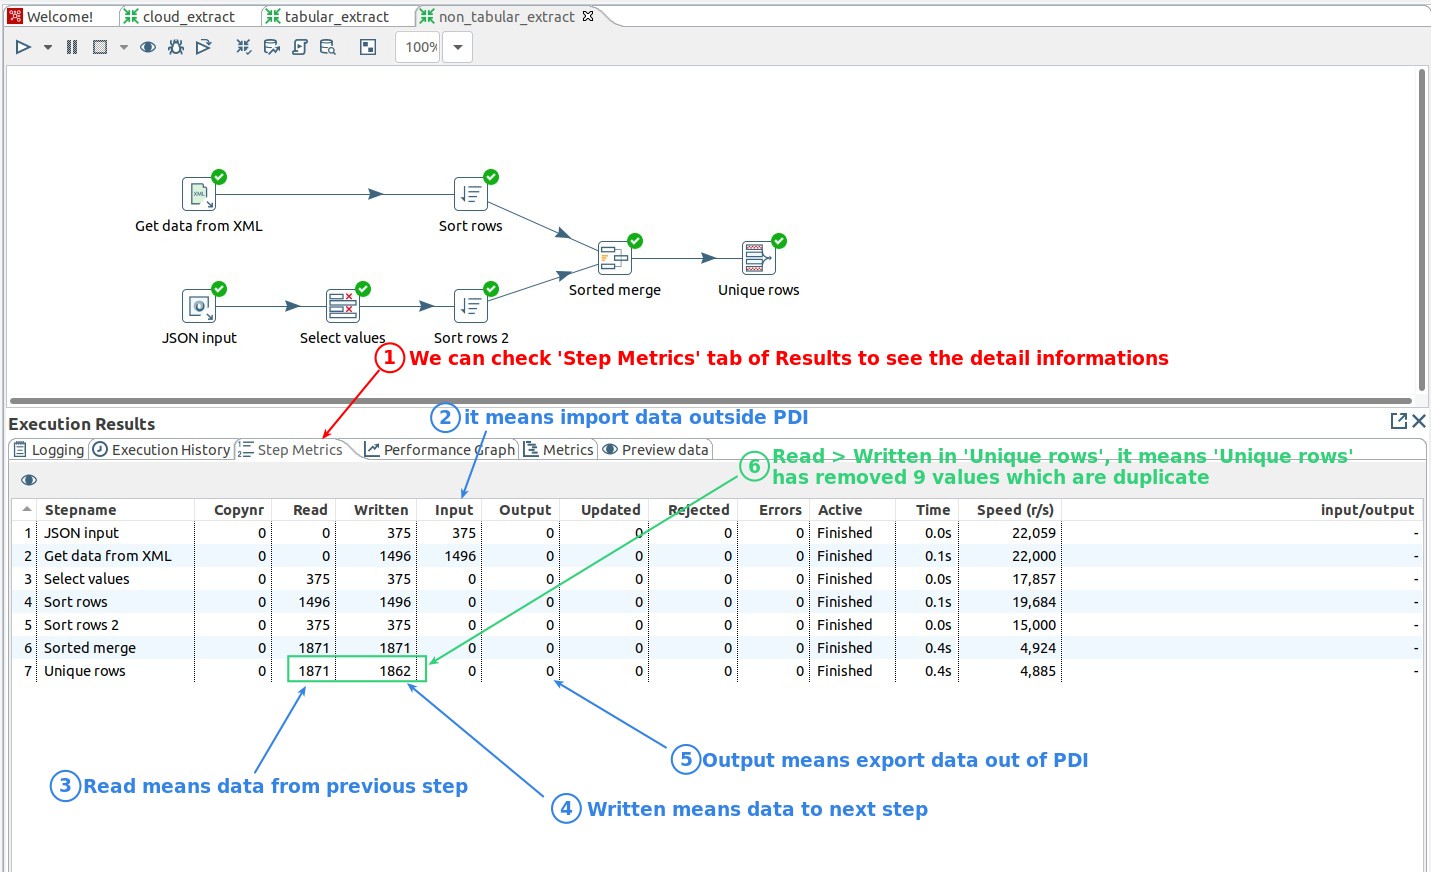 Welcome!
cloud_extract
tabular_extract
non_tabular_extract
100%
Get data from XML
Sort rows
Sorted merge
Unique rows
JSON input
Select values
Sort rows 2
1 We can check 'Step Metrics' tab of Results to see the detail informations
2 it means import data outside PDI
Execution Results
Logging Execution History Step Metrics Performance Graph Metrics Preview data
6 Read > Written in 'Unique rows', it means 'Unique rows'
has removed 9 values which are duplicate
Stepname Copynr Read Written Input Output Updated Rejected Errors Active Time Speed (r/s) input/output
1 JSON input 0 0 375 375 0 0 0 0 Finished 0.0s 22,059 -
2 Get data from XML 0 0 1496 1496 0 0 0 0 Finished 0.1s 22,000 -
3 Select values 0 375 375 0 0 0 0 0 Finished 0.0s 17,857 -
4 Sort rows 0 1496 1496 0 0 0 0 0 Finished 0.1s 19,684 -
5 Sort rows 2 0 375 375 0 0 0 0 0 Finished 0.0s 15,000 -
6 Sorted merge 0 1871 1871 0 0 0 0 0 Finished 0.4s 4,924 -
7 Unique rows 0 1871 1862 0 0 0 0 0 Finished 0.4s 4,885 -
5 Output means export data out of PDI
3 Read means data from previous step
4 Written means data to next step